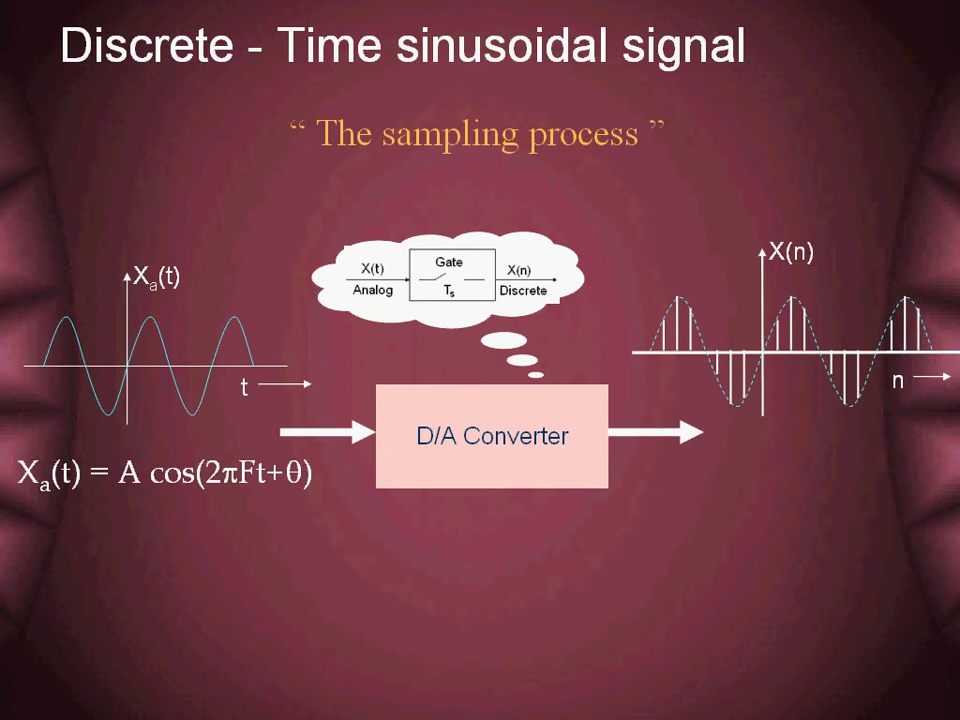 Discrete - Time sinusoidal signal
“ The sampling process ”
Xa(t)
t
Xa(t) = A cos(2πFt+θ)
X(t)
Analog
Gate
Ts
X(n)
Discrete
D/A Converter
X(n)
n